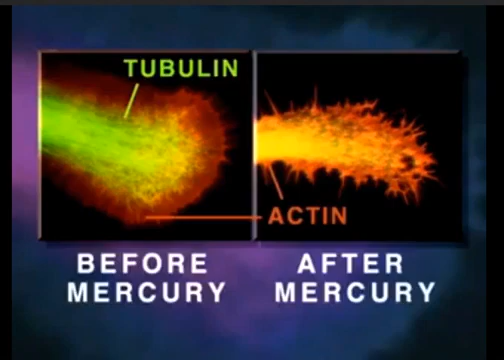 TUBULIN
ACTIN
BEFORE
MERCURY
AFTER
MERCURY